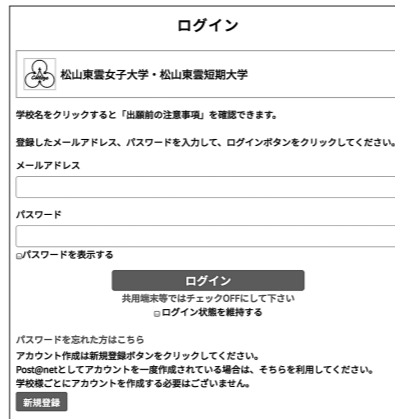 ログイン
松山東雲女子大学・松山東雲短期大学
学校名をクリックすると「出願前の注意事項」を確認できます。
登録したメールアドレス、パスワードを入力して、ログインボタンをクリックしてください。
メールアドレス
パスワード
パスワードを表示する
ログイン
共用端末等ではチェックOFFにして下さい
ログイン状態を維持する
パスワードを忘れた方はこちら
アカウント作成は新規登録ボタンをクリックしてください。
Post@netとしてアカウントを一度作成されている場合は、そちらを利用してください。
学校様ごとにアカウントを作成する必要はございません。
新規登録